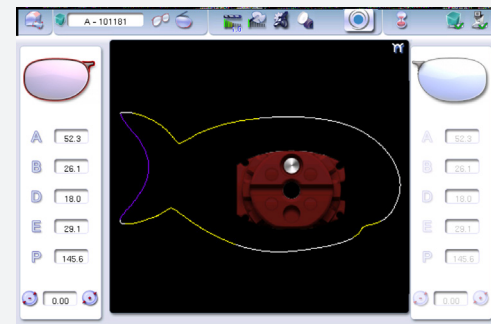 A - 101181
A 52.3
B 26.1
D 18.0
E 29.1
P 145.6
0.00
A 52.3
B 26.1
D 18.0
E 29.1
P 145.6
0.00